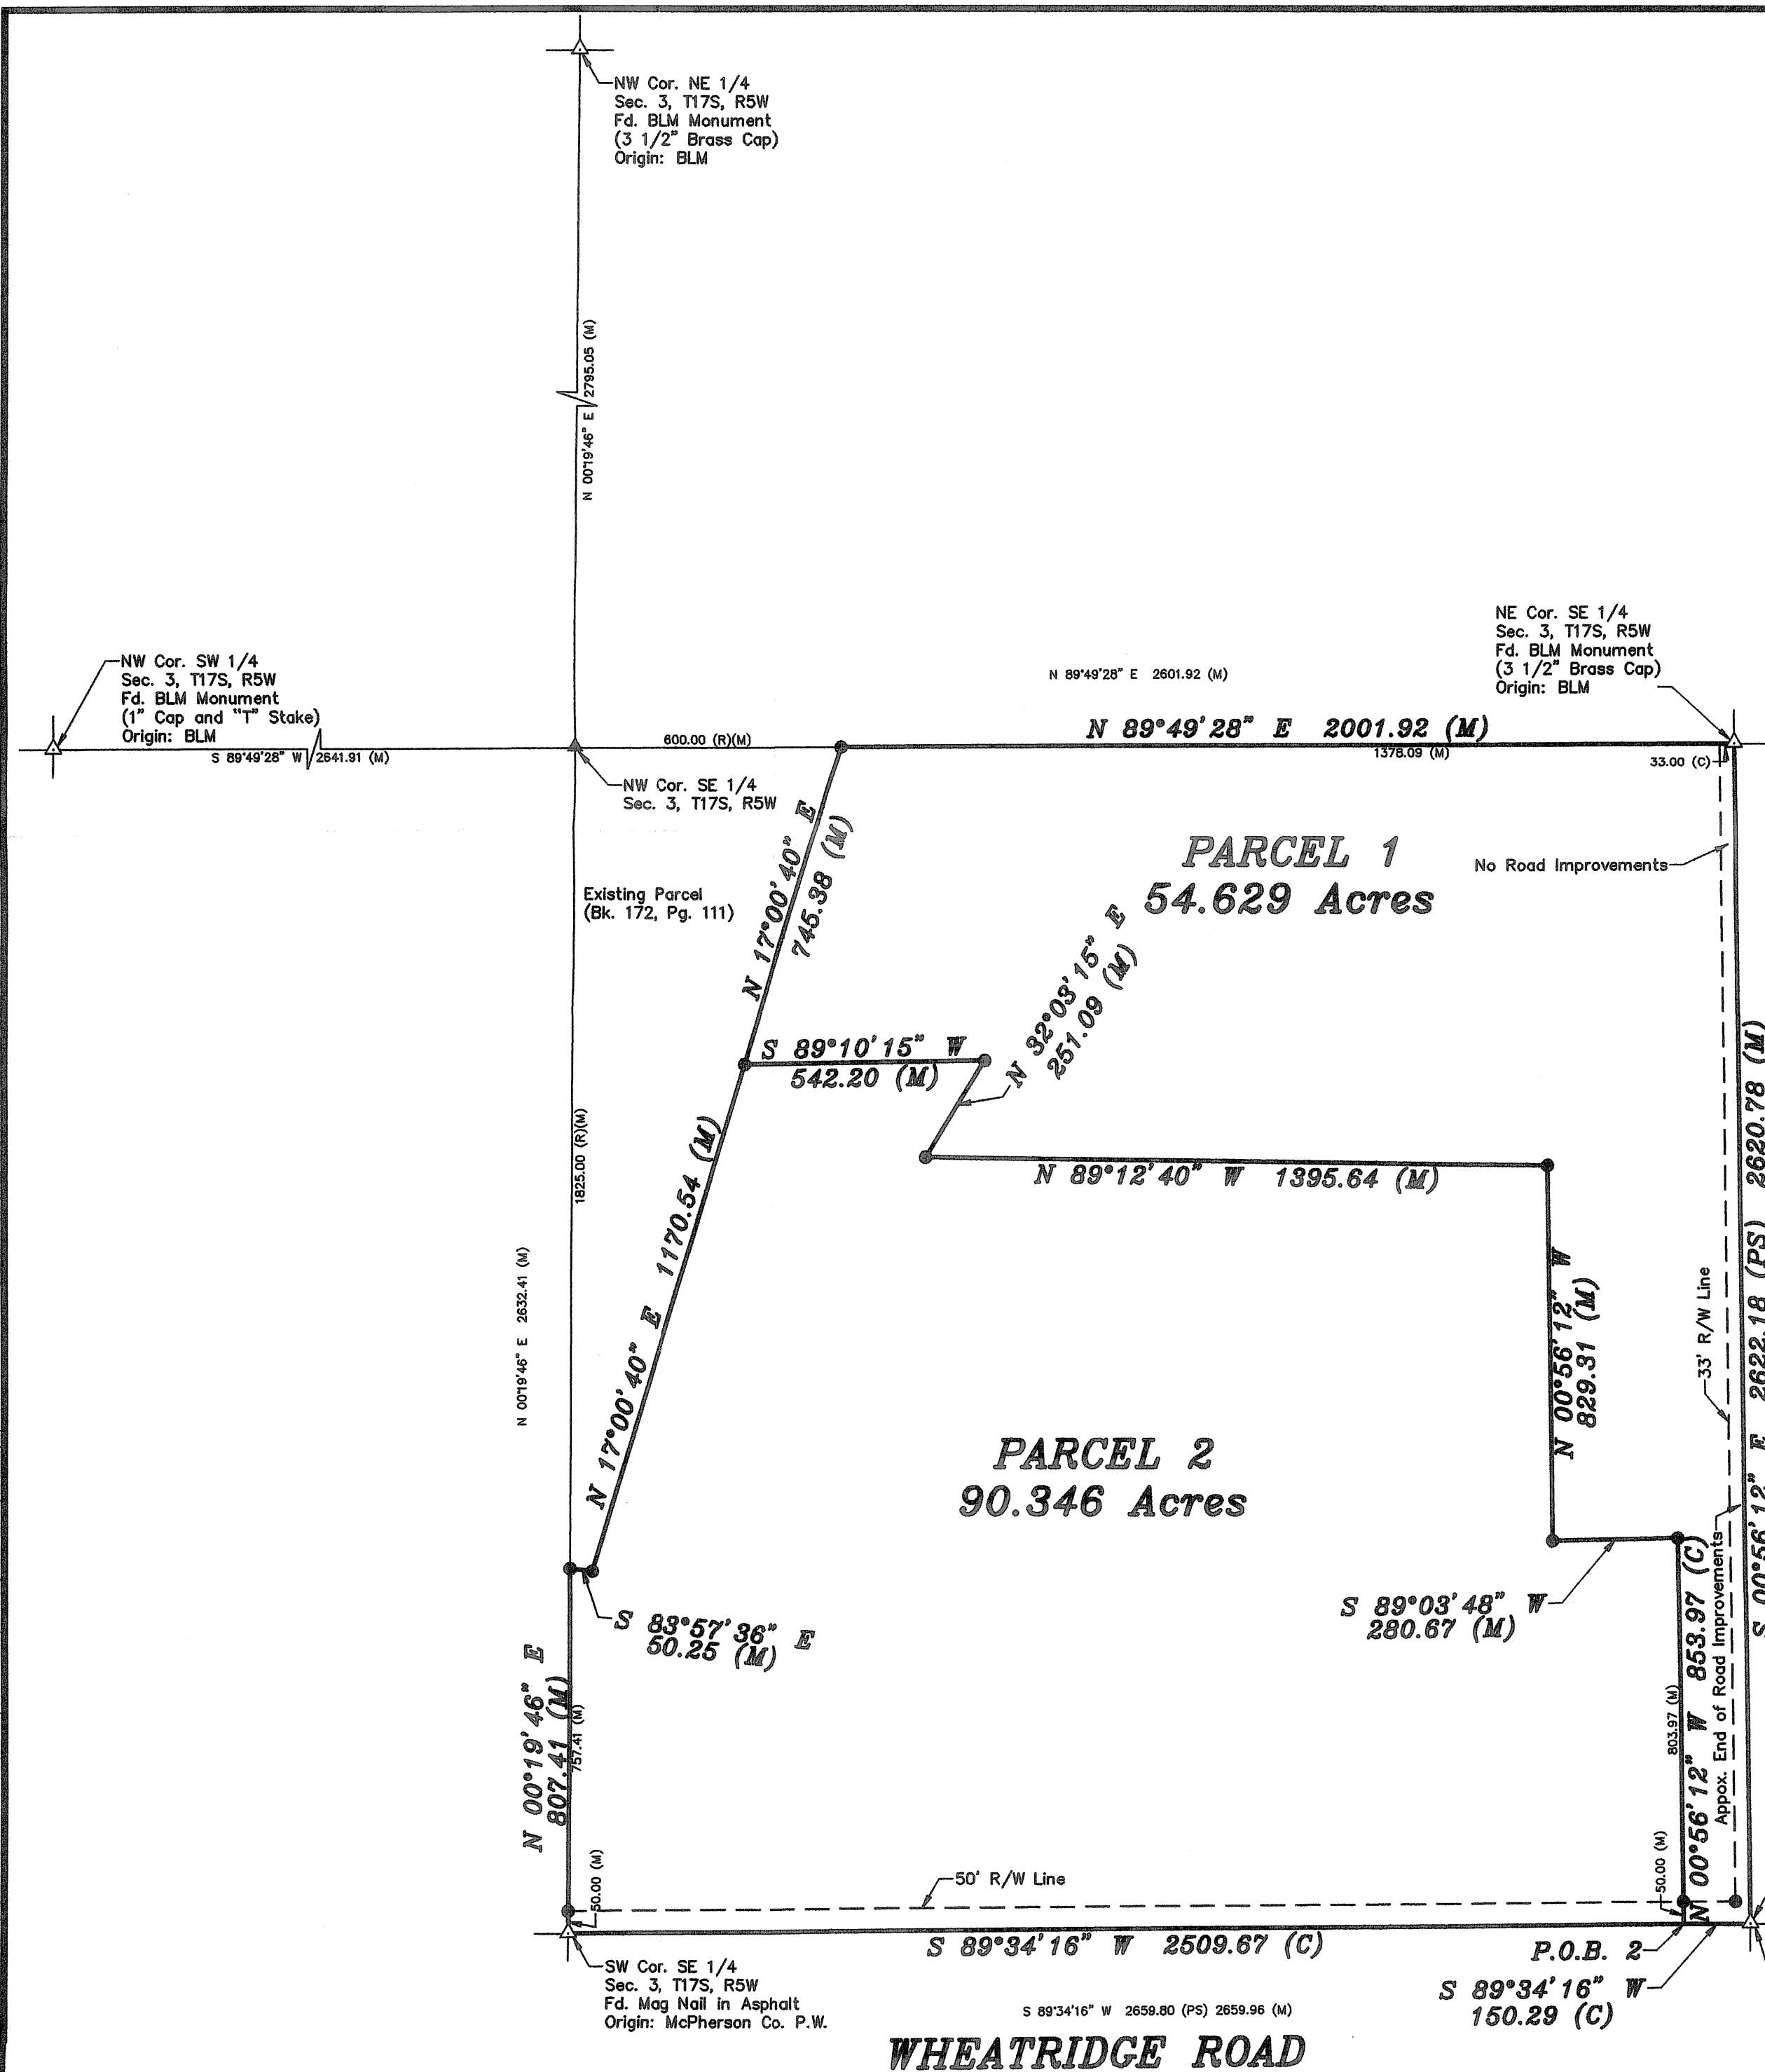 NW Cor. NE 1/4
Sec. 3, T17S, R5W
Fd. BLM Monument
(3 1/2" Brass Cap)
Origin: BLM
N 00°19'46" E 2795.05 (M)
NW Cor. SW 1/4
Sec. 3, T17S, R5W
Fd. BLM Monument
(1" Cap and "T" Stake)
Origin: BLM
S 89°49'28" W 2641.91 (M)
NE Cor. SE 1/4
Sec. 3, T17S, R5W
Fd. BLM Monument
(3 1/2" Brass Cap)
Origin: BLM
N 89°49'28" E 2601.92 (M)
600.00 (R)(M)
N 89°49'28" E 2001.92 (M)
1378.09 (M)
33.00 (C)
NW Cor. SE 1/4
Sec. 3, T17S, R5W
PARCEL 1
54.629 Acres
No Road Improvements
Existing Parcel
(Bk. 172, Pg. 111)
N 17°00'40" E
745.38 (M)
N 32°03'15" E
251.09 (M)
S 89°10'15" W
542.20 (M)
N 89°12'40" W 1395.64 (M)
1825.00 (R)(M)
N 17°00'40" E 1170.54 (M)
N 00°19'46" E 2632.41 (M)
N 00°56'12" W
829.31 (M)
33' R/W Line
S 00°56'12" E 2622.18 (PS) 2620.78 (M)
PARCEL 2
90.346 Acres
S 83°57'36" E
50.25 (M)
S 89°03'48" W
280.67 (M)
N 00°19'46" E
807.41 (M)
757.41 (M)
803.97 (M)
N 00°56'12" W 853.97 (C)
Appox. End of Road Improvements
50.00 (M)
50' R/W Line
50.00 (M)
S 89°34'16" W 2509.67 (C)
P.O.B. 2
S 89°34'16" W
150.29 (C)
SW Cor. SE 1/4
Sec. 3, T17S, R5W
Fd. Mag Nail in Asphalt
Origin: McPherson Co. P.W.
S 89°34'16" W 2659.80 (PS) 2659.96 (M)
WHEATRIDGE ROAD